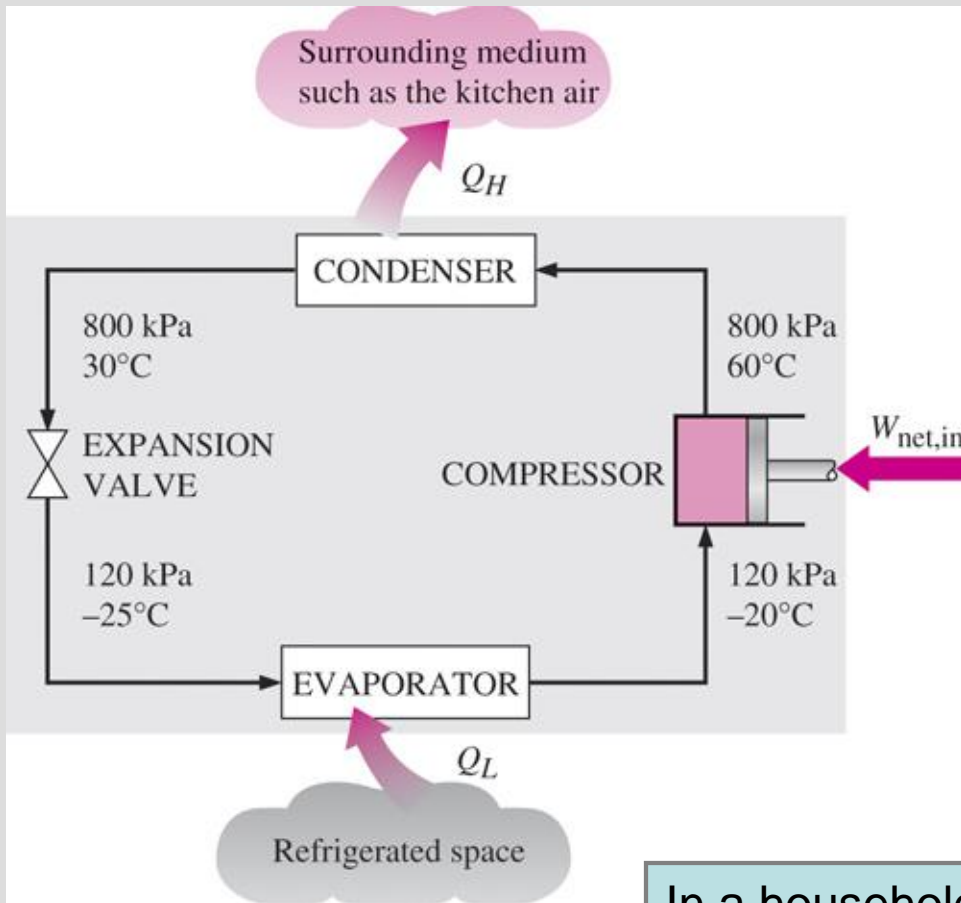 Surrounding medium
such as the kitchen air
Q_H
CONDENSER
800 kPa
30°C
800 kPa
60°C
EXPANSION
VALVE
COMPRESSOR
W_net,in
120 kPa
–25°C
120 kPa
–20°C
EVAPORATOR
Q_L
Refrigerated space
In a household